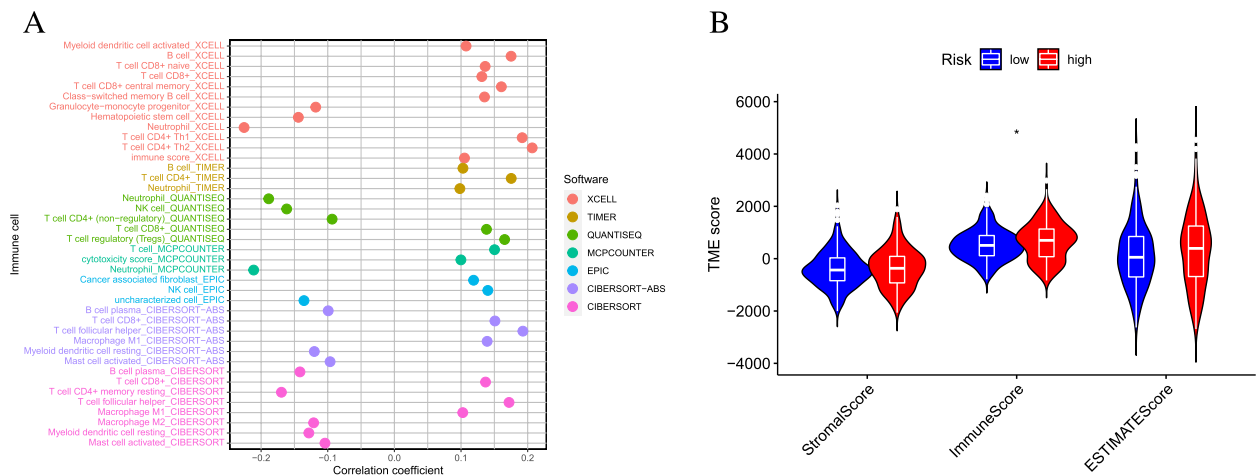 A
Immune cell
Myeloid dendritic cell activated_XCELL
B cell_XCELL
T cell CD8+ naive_XCELL
T cell CD8+_XCELL
T cell CD8+ central memory_XCELL
Class−switched memory B cell_XCELL
Granulocyte−monocyte progenitor_XCELL
Hematopoietic stem cell_XCELL
Neutrophil_XCELL
T cell CD4+ Th1_XCELL
T cell CD4+ Th2_XCELL
immune score_XCELL
B cell_TIMER
T cell CD4+_TIMER
Neutrophil_TIMER
Neutrophil_QUANTISEQ
NK cell_QUANTISEQ
T cell CD4+ (non−regulatory)_QUANTISEQ
T cell CD8+_QUANTISEQ
T cell regulatory (Tregs)_QUANTISEQ
T cell_MCPCOUNTER
cytotoxicity score_MCPCOUNTER
Neutrophil_MCPCOUNTER
Cancer associated fibroblast_EPIC
NK cell_EPIC
uncharacterized cell_EPIC
B cell plasma_CIBERSORT−ABS
T cell CD8+_CIBERSORT−ABS
T cell follicular helper_CIBERSORT−ABS
Macrophage M1_CIBERSORT−ABS
Myeloid dendritic cell resting_CIBERSORT−ABS
Mast cell activated_CIBERSORT−ABS
B cell plasma_CIBERSORT
T cell CD8+_CIBERSORT
T cell CD4+ memory resting_CIBERSORT
T cell follicular helper_CIBERSORT
Macrophage M1_CIBERSORT
Macrophage M2_CIBERSORT
Myeloid dendritic cell resting_CIBERSORT
Mast cell activated_CIBERSORT
−0.2 −0.1 0.0 0.1 0.2
Correlation coefficient
Software
XCELL
TIMER
QUANTISEQ
MCPCOUNTER
EPIC
CIBERSORT−ABS
CIBERSORT
B
Risk low high
TME score
6000
4000
2000
0
−2000
−4000
*
StromalScore
ImmuneScore
ESTIMATEScore